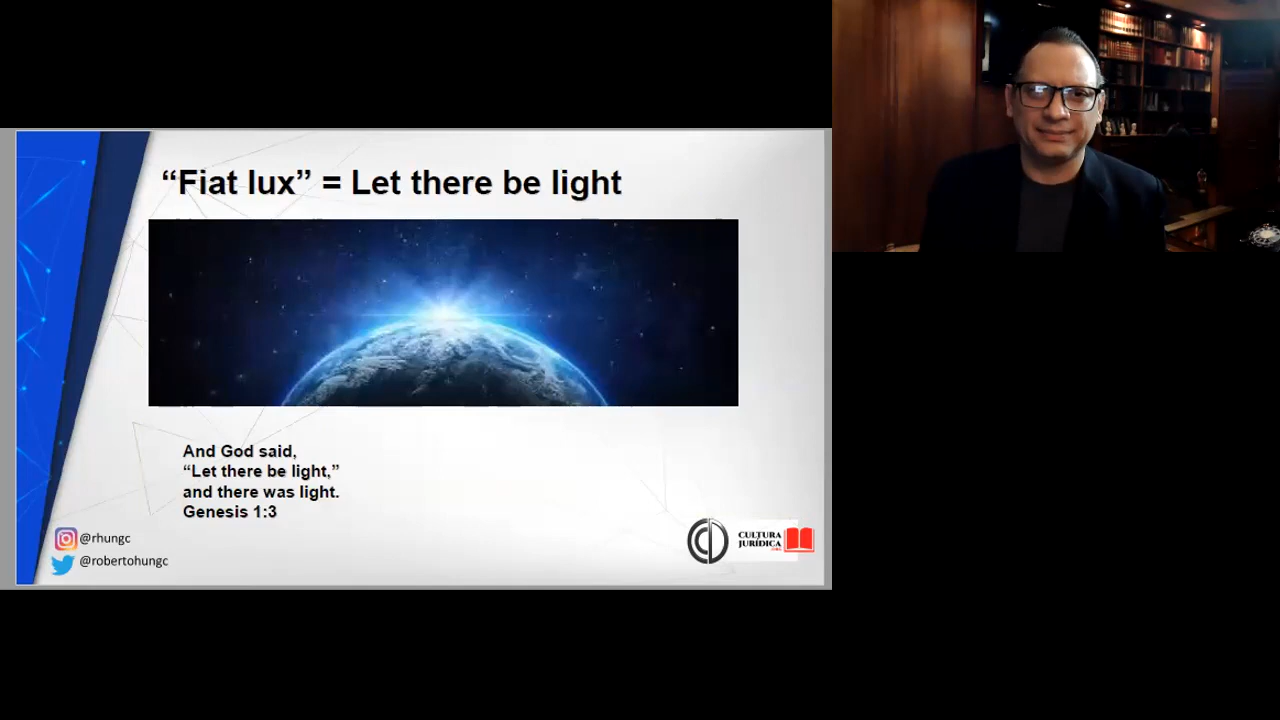 “Fiat lux” = Let there be light
And God said,
“Let there be light,”
and there was light.
Genesis 1:3
@rhungc
@robertohungc
CULTURA
JURÍDICA